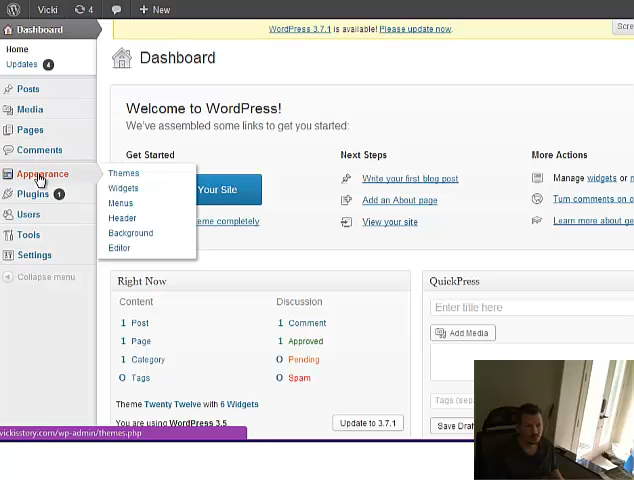 Vicki 4 + New
Dashboard
Home
Updates 4
Posts
Media
Pages
Comments
Appearance
Plugins 1
Users
Tools
Settings
Collapse menu
Themes
Widgets
Menus
Header
Background
Editor
WordPress 3.7.1 is available! Please update now.
Scre
Dashboard
Welcome to WordPress!
We've assembled some links to get you started:
Get Started
Your Site
eme completely
Next Steps
Write your first blog post
Add an About page
View your site
More Actions
Manage widgets or
Turn comments on o
Learn more about ge
Right Now
Content
1 Post
1 Page
1 Category
0 Tags
Discussion
1 Comment
1 Approved
0 Pending
0 Spam
Theme Twenty Twelve with 6 Widgets
You are using WordPress 3.5
Update to 3.7.1
QuickPress
Enter title here
Add Media
Tags (sep
Save Draf
vickisstory.com/wp-admin/themes.php